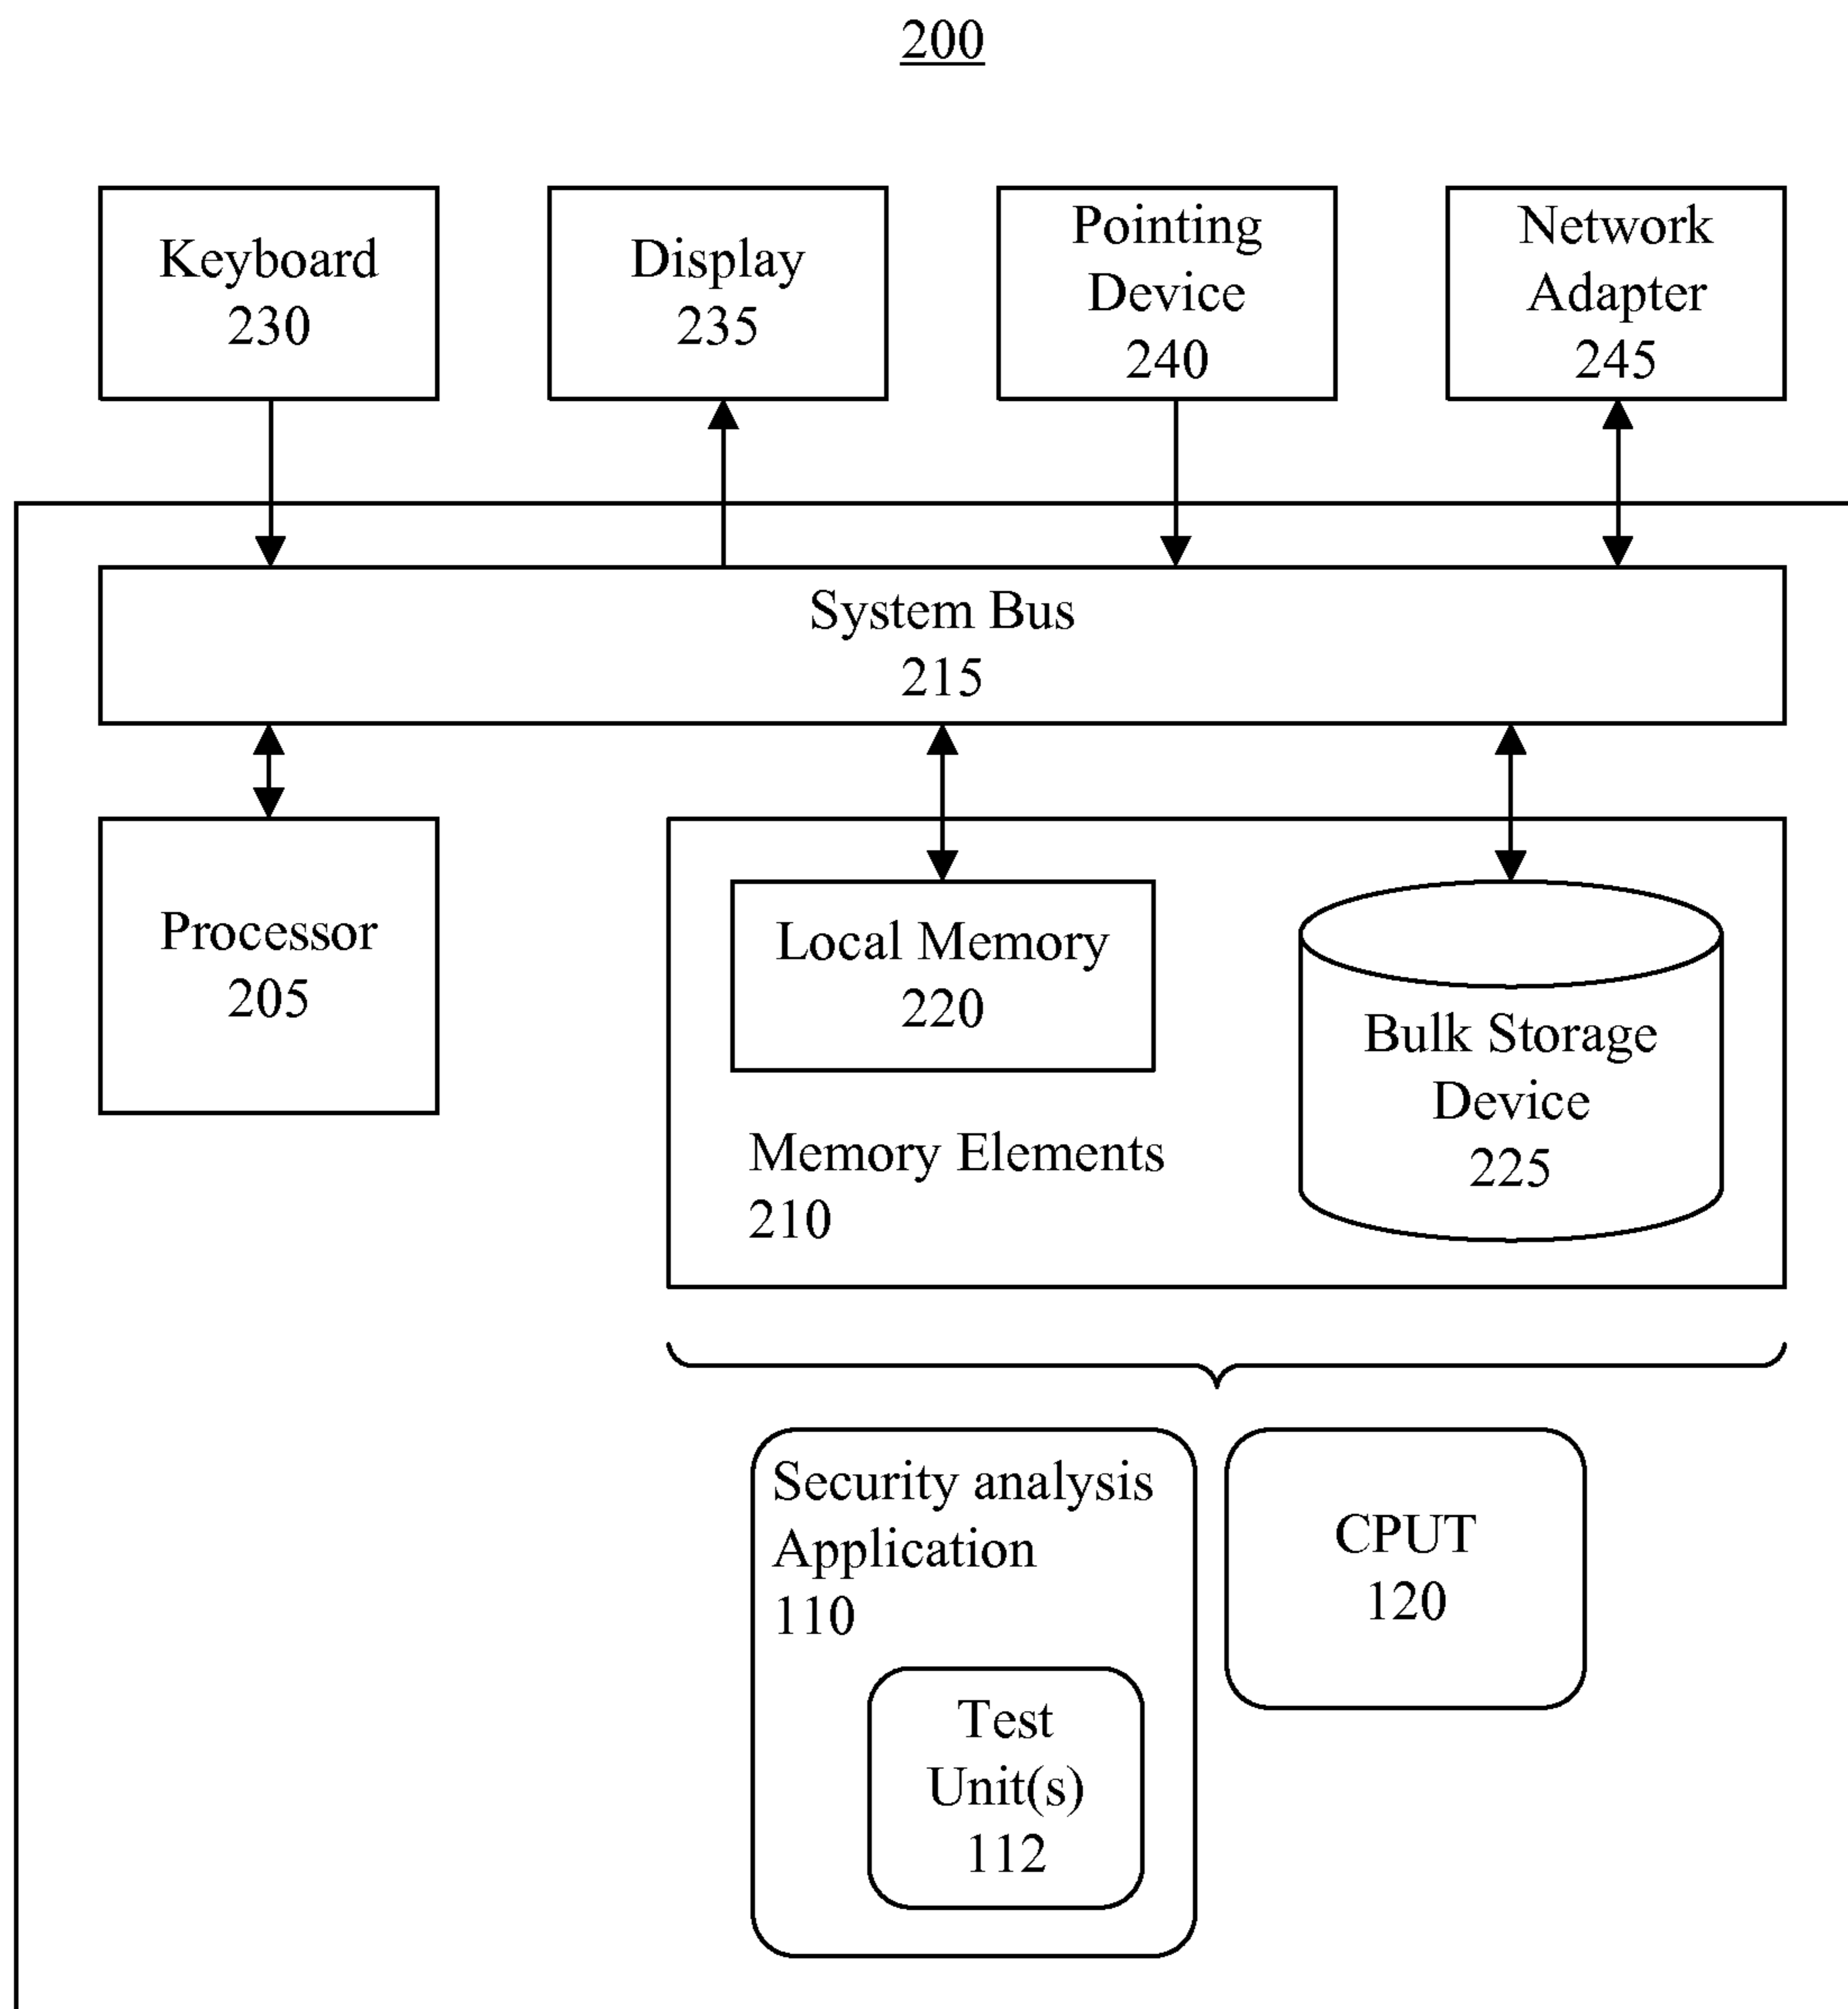 200
Keyboard
230
Display
235
Pointing
Device
240
Network
Adapter
245
System Bus
215
Processor
205
Local Memory
220
Bulk Storage
Device
225
Memory Elements
210
Security analysis
Application
110
CPUT
120
Test
Unit(s)
112